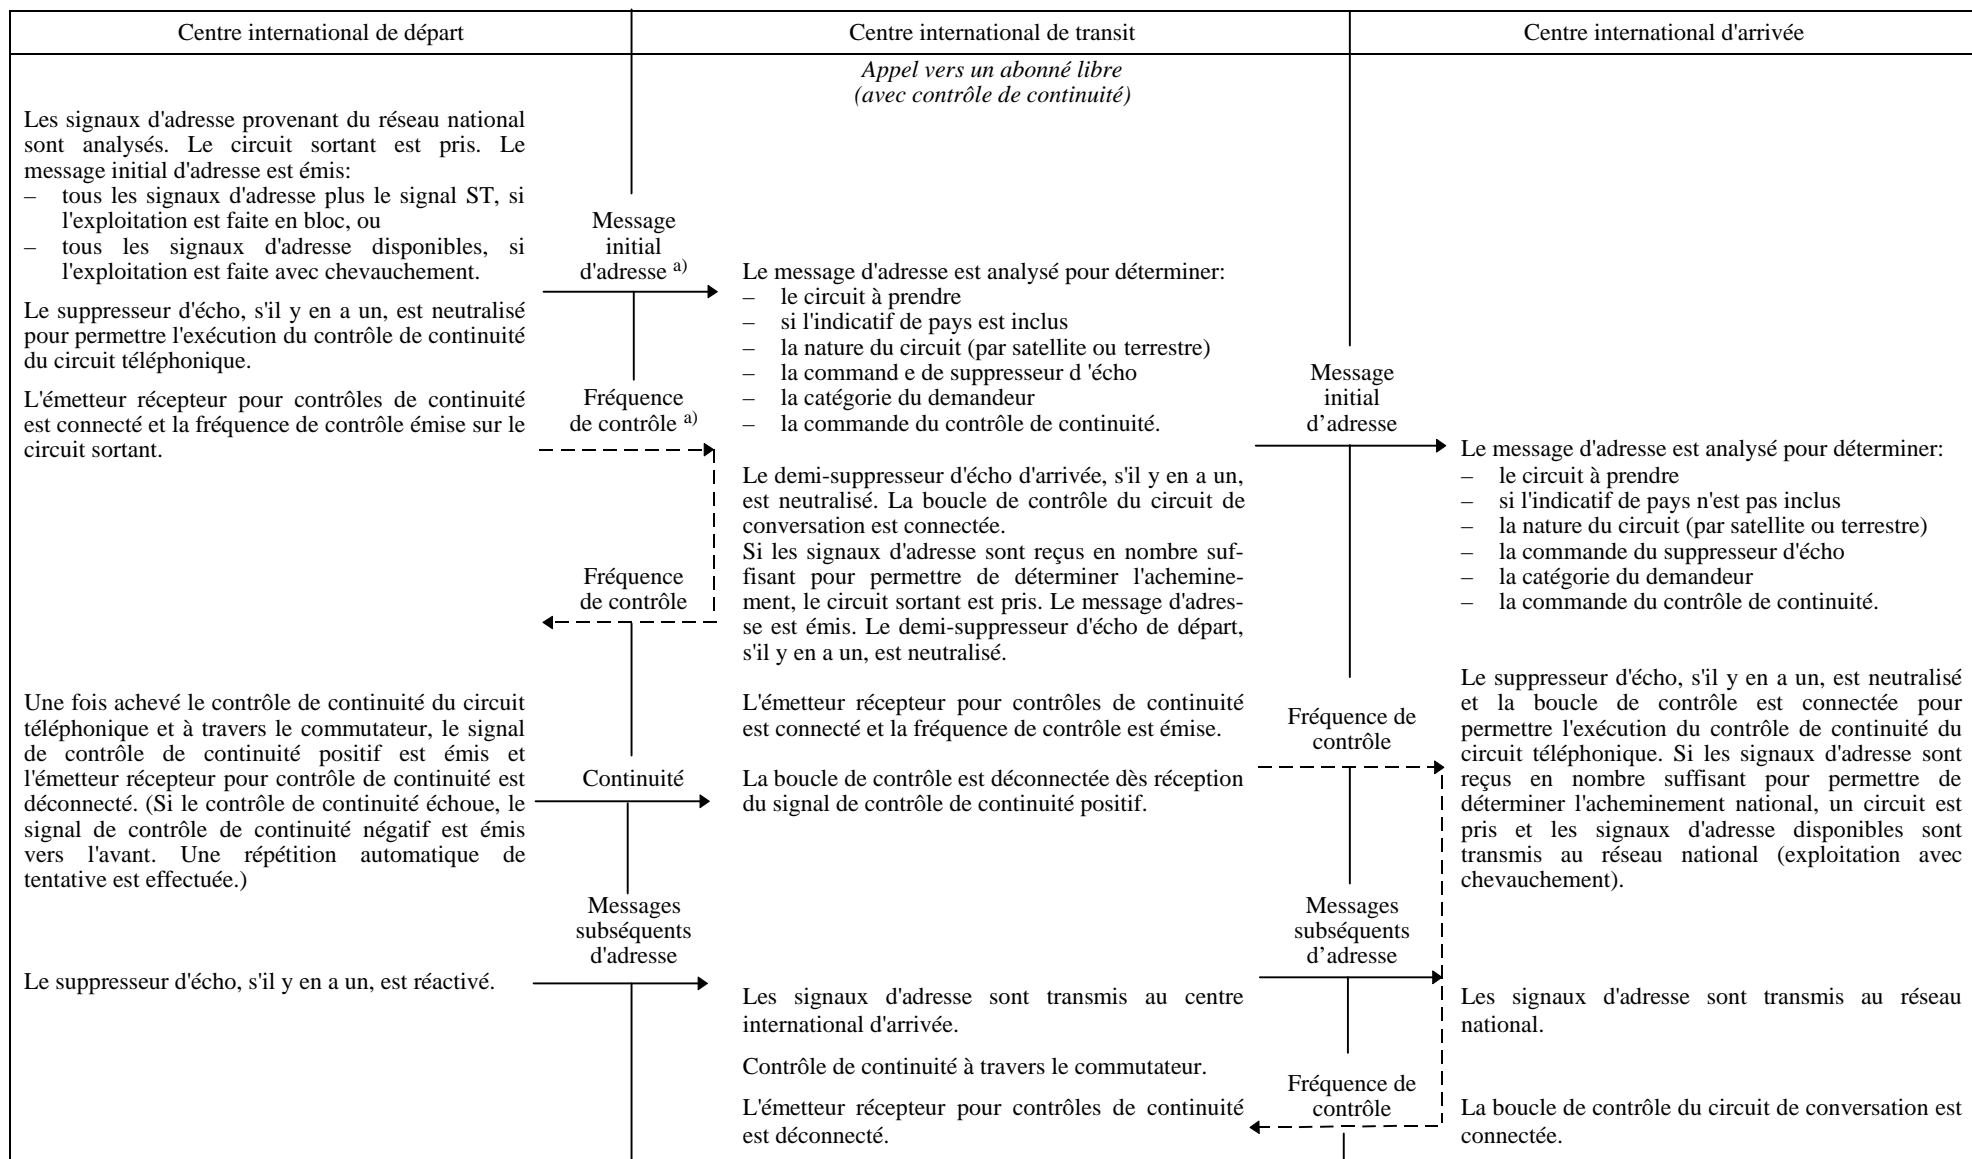 Centre international de départ
Centre international de transit
Centre international d'arrivée
Appel vers un abonné libre
(avec contrôle de continuité)
Les signaux d'adresse provenant du réseau national
sont analysés. Le circuit sortant est pris. Le
message initial d'adresse est émis:
– tous les signaux d'adresse plus le signal ST, si
l'exploitation est faite en bloc, ou
– tous les signaux d'adresse disponibles, si
l'exploitation est faite avec chevauchement.
Le suppresseur d'écho, s'il y en a un, est neutralisé
pour permettre l'exécution du contrôle de continuité
du circuit téléphonique.
L'émetteur récepteur pour contrôles de continuité
est connecté et la fréquence de contrôle émise sur le
circuit sortant.
Une fois achevé le contrôle de continuité du circuit
téléphonique et à travers le commutateur, le signal
de contrôle de continuité positif est émis et
l'émetteur récepteur pour contrôle de continuité est
déconnecté. (Si le contrôle de continuité échoue, le
signal de contrôle de continuité négatif est émis
vers l'avant. Une répétition automatique de
tentative est effectuée.)
Le suppresseur d'écho, s'il y en a un, est réactivé.
Message
initial
d'adresse a)
Fréquence
de contrôle a)
Fréquence
de contrôle
Continuité
Messages
subséquents
d'adresse
Le message d'adresse est analysé pour déterminer:
– le circuit à prendre
– si l'indicatif de pays est inclus
– la nature du circuit (par satellite ou terrestre)
– la command e de suppresseur d 'écho
– la catégorie du demandeur
– la commande du contrôle de continuité.
Le demi-suppresseur d'écho d'arrivée, s'il y en a un,
est neutralisé. La boucle de contrôle du circuit de
conversation est connectée.
Si les signaux d'adresse sont reçus en nombre suf-
fisant pour permettre de déterminer l'achemine-
ment, le circuit sortant est pris. Le message d'adres-
se est émis. Le demi-suppresseur d'écho de départ,
s'il y en a un, est neutralisé.
L'émetteur récepteur pour contrôles de continuité
est connecté et la fréquence de contrôle est émise.
La boucle de contrôle est déconnectée dès réception
du signal de contrôle de continuité positif.
Les signaux d'adresse sont transmis au centre
international d'arrivée.
Contrôle de continuité à travers le commutateur.
L'émetteur récepteur pour contrôles de continuité
est déconnecté.
Message
initial
d’adresse
Fréquence de
contrôle
Messages
subséquents
d’adresse
Fréquence de
contrôle
Le message d'adresse est analysé pour déterminer:
– le circuit à prendre
– si l'indicatif de pays n'est pas inclus
– la nature du circuit (par satellite ou terrestre)
– la commande du suppresseur d'écho
– la catégorie du demandeur
– la commande du contrôle de continuité.
Le suppresseur d'écho, s'il y en a un, est neutralisé
et la boucle de contrôle est connectée pour
permettre l'exécution du contrôle de continuité du
circuit téléphonique. Si les signaux d'adresse sont
reçus en nombre suffisant pour permettre de
déterminer l'acheminement national, un circuit est
pris et les signaux d'adresse disponibles sont
transmis au réseau national (exploitation avec
chevauchement).
Les signaux d'adresse sont transmis au réseau
national.
La boucle de contrôle du circuit de conversation est
connectée.